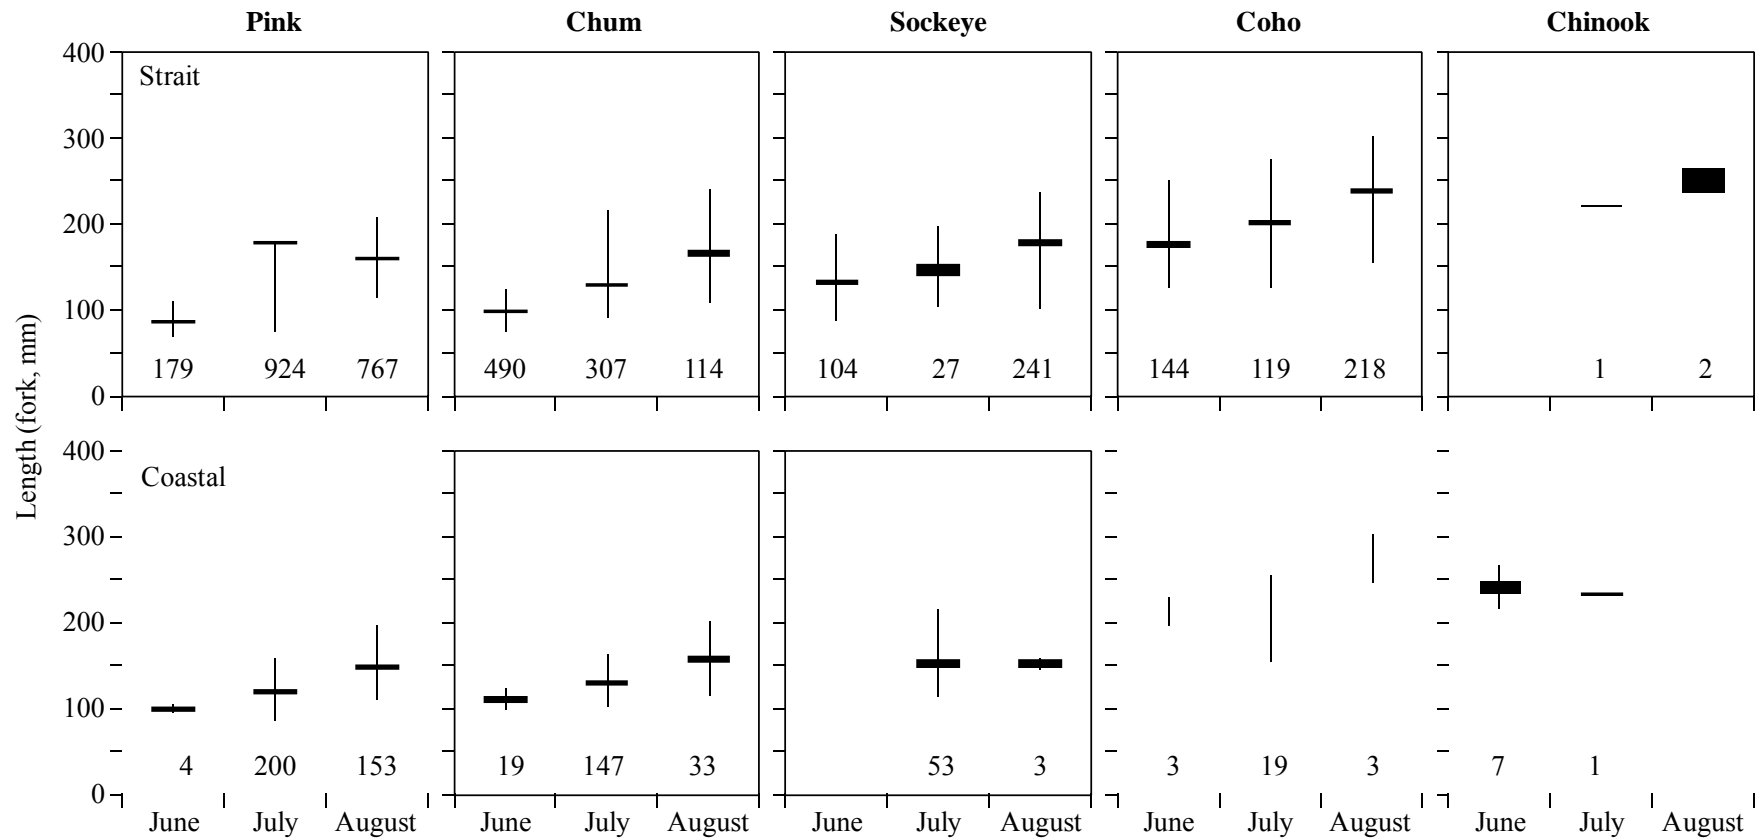 Pink Chum Sockeye Coho Chinook
Length (fork, mm)
400
Strait
300
200
100
179 924 767 490 307 114 104 27 241 144 119 218 1 2
0
400
Coastal
300
200
100
4 200 153 19 147 33 53 3 3 19 3 7 1
0
June July August June July August June July August June July August June July August